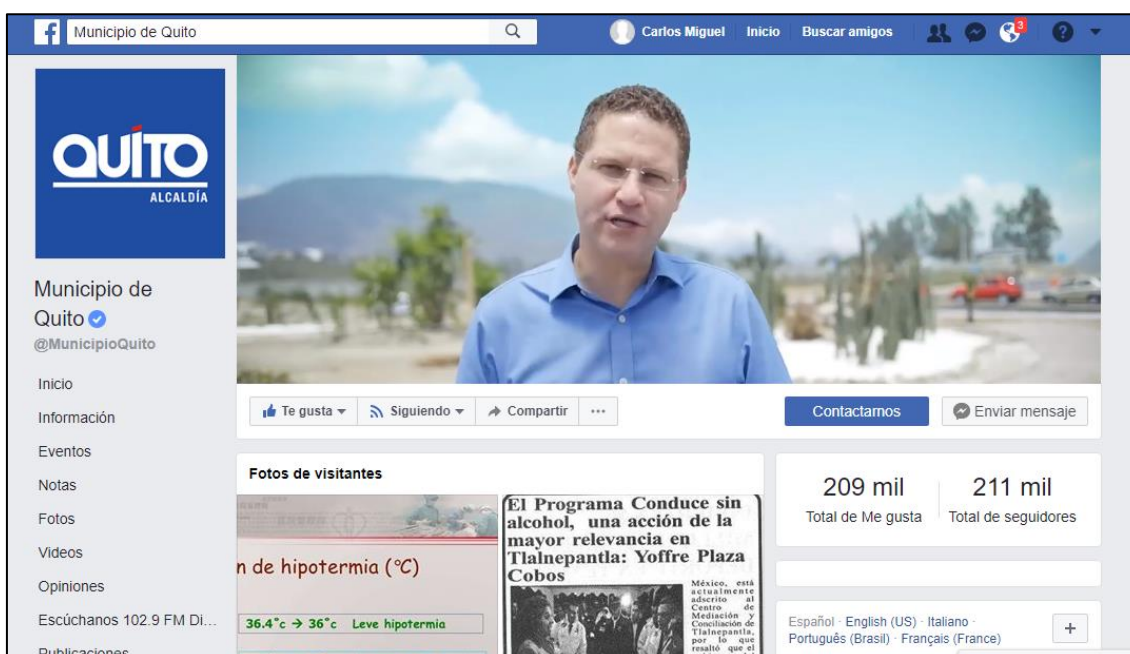 Municipio de Quito
Carlos Miguel
Inicio
Buscar amigos
3
QUITO
ALCALDÍA
Municipio de
Quito
@MunicipioQuito
Inicio
Información
Eventos
Notas
Fotos
Videos
Opiniones
Escúchanos 102.9 FM Di...
Publicaciones
Te gusta
Siguiendo
Compartir
Contactarnos
Enviar mensaje
Fotos de visitantes
n de hipotermia (°C)
36.4°c → 36°c Leve hipotermia
El Programa Conduce sin
alcohol, una acción de la
mayor relevancia en
Tlalnepantla: Yoffre Plaza
Cobos
México, está
actualmente
adscrito al
Centro de
Mediación y
Conciliación de
Tlalnepantla,
por lo que
resaltó que el
209 mil
Total de Me gusta
211 mil
Total de seguidores
Español · English (US) · Italiano ·
Português (Brasil) · Français (France)